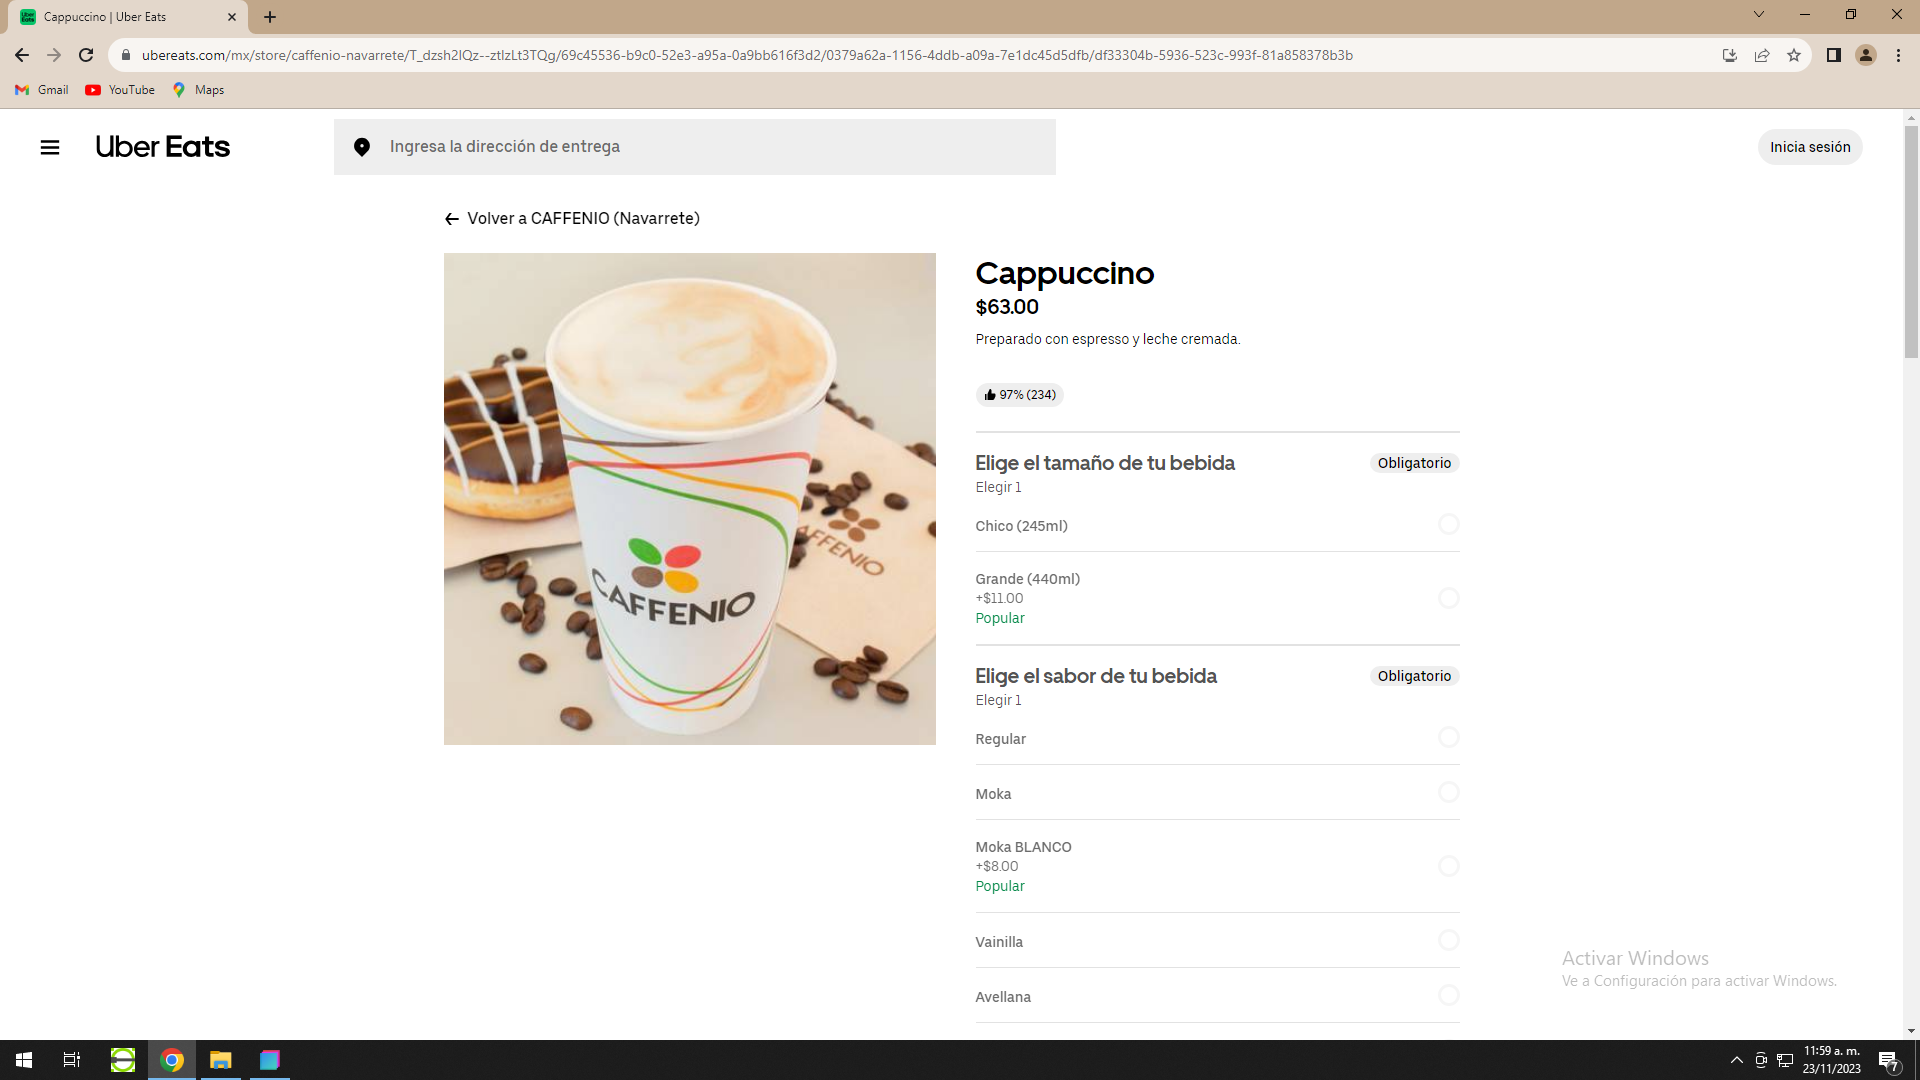 Cappuccino | Uber Eats
ubereats.com/mx/store/caffenio-navarrete/T_dzsh2IQz--ztlzLt3TQg/69c45536-b9c0-52e3-a95a-0a9bb616f3d2/0379a62a-1156-4ddb-a09a-7e1dc45d5dfb/df33304b-5936-523c-993f-81a858378b3b
Gmail
YouTube
Maps
Uber Eats
Ingresa la dirección de entrega
Inicia sesión
Volver a CAFFENIO (Navarrete)
CAFFENIO
AFFENIO
Cappuccino
$63.00
Preparado con espresso y leche cremada.
97% (234)
Elige el tamaño de tu bebida
Obligatorio
Elegir 1
Chico (245ml)
Grande (440ml)
+$11.00
Popular
Elige el sabor de tu bebida
Obligatorio
Elegir 1
Regular
Moka
Moka BLANCO
+$8.00
Popular
Vainilla
Avellana
Activar Windows
Ve a Configuración para activar Windows.
11:59 a. m.
23/11/2023
7